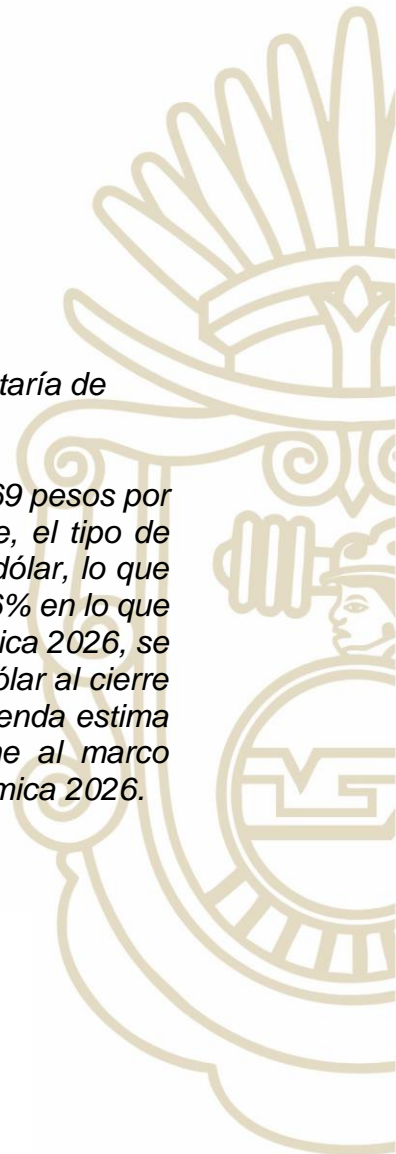 taría de
69 pesos por
e, el tipo de
dólar, lo que
6% en lo que
ica 2026, se
ólar al cierre
enda estima
ne al marco
mica 2026.